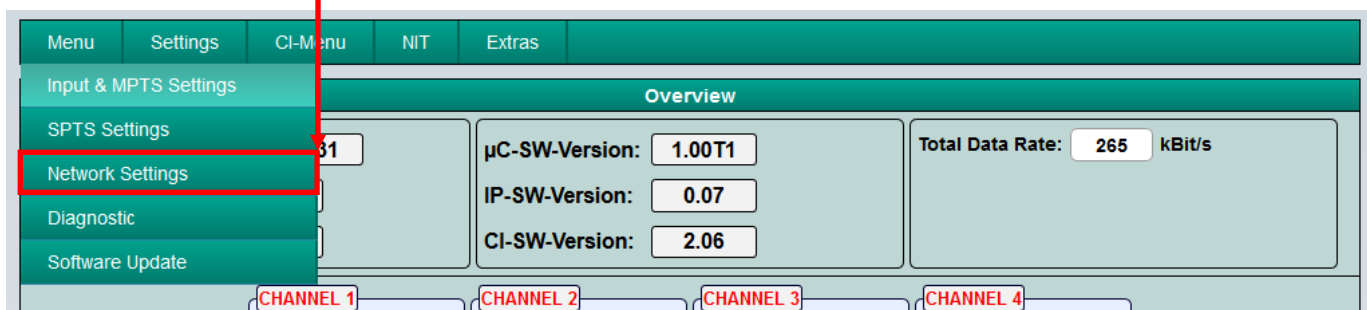 Menu Settings CI-Menu NIT Extras
Input & MPTS Settings
Overview
SPTS Settings
µC-SW-Version: 1.00T1
Total Data Rate: 265 kBit/s
Network Settings
IP-SW-Version: 0.07
Diagnostic
CI-SW-Version: 2.06
Software Update
CHANNEL 1 CHANNEL 2 CHANNEL 3 CHANNEL 4